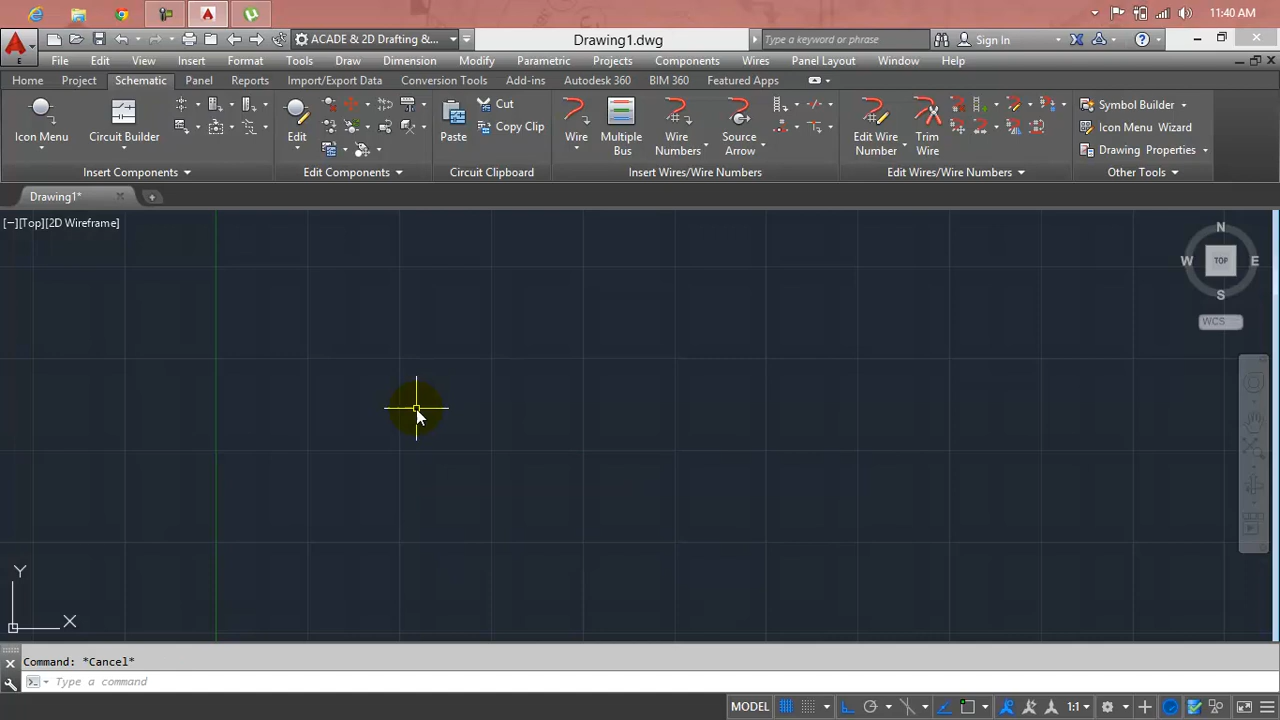 11:40 AM
ACADE & 2D Drafting &...
Drawing1.dwg
Type a keyword or phrase
Sign In
File Edit View Insert Format Tools Draw Dimension Modify Parametric Projects Components Wires Panel Layout Window Help
Home Project Schematic Panel Reports Import/Export Data Conversion Tools Add-ins Autodesk 360 BIM 360 Featured Apps
Icon Menu
Circuit Builder
Insert Components
Edit
Edit Components
Paste
Cut
Copy Clip
Circuit Clipboard
Wire
Multiple
Bus
Wire
Numbers
Source
Arrow
Insert Wires/Wire Numbers
Edit Wire
Number
Trim
Wire
Edit Wires/Wire Numbers
Symbol Builder
Icon Menu Wizard
Drawing Properties
Other Tools
Drawing1*
[−][Top][2D Wireframe]
N
W
TOP
E
S
WCS
Y
X
Command: *Cancel*
Type a command
MODEL
1:1